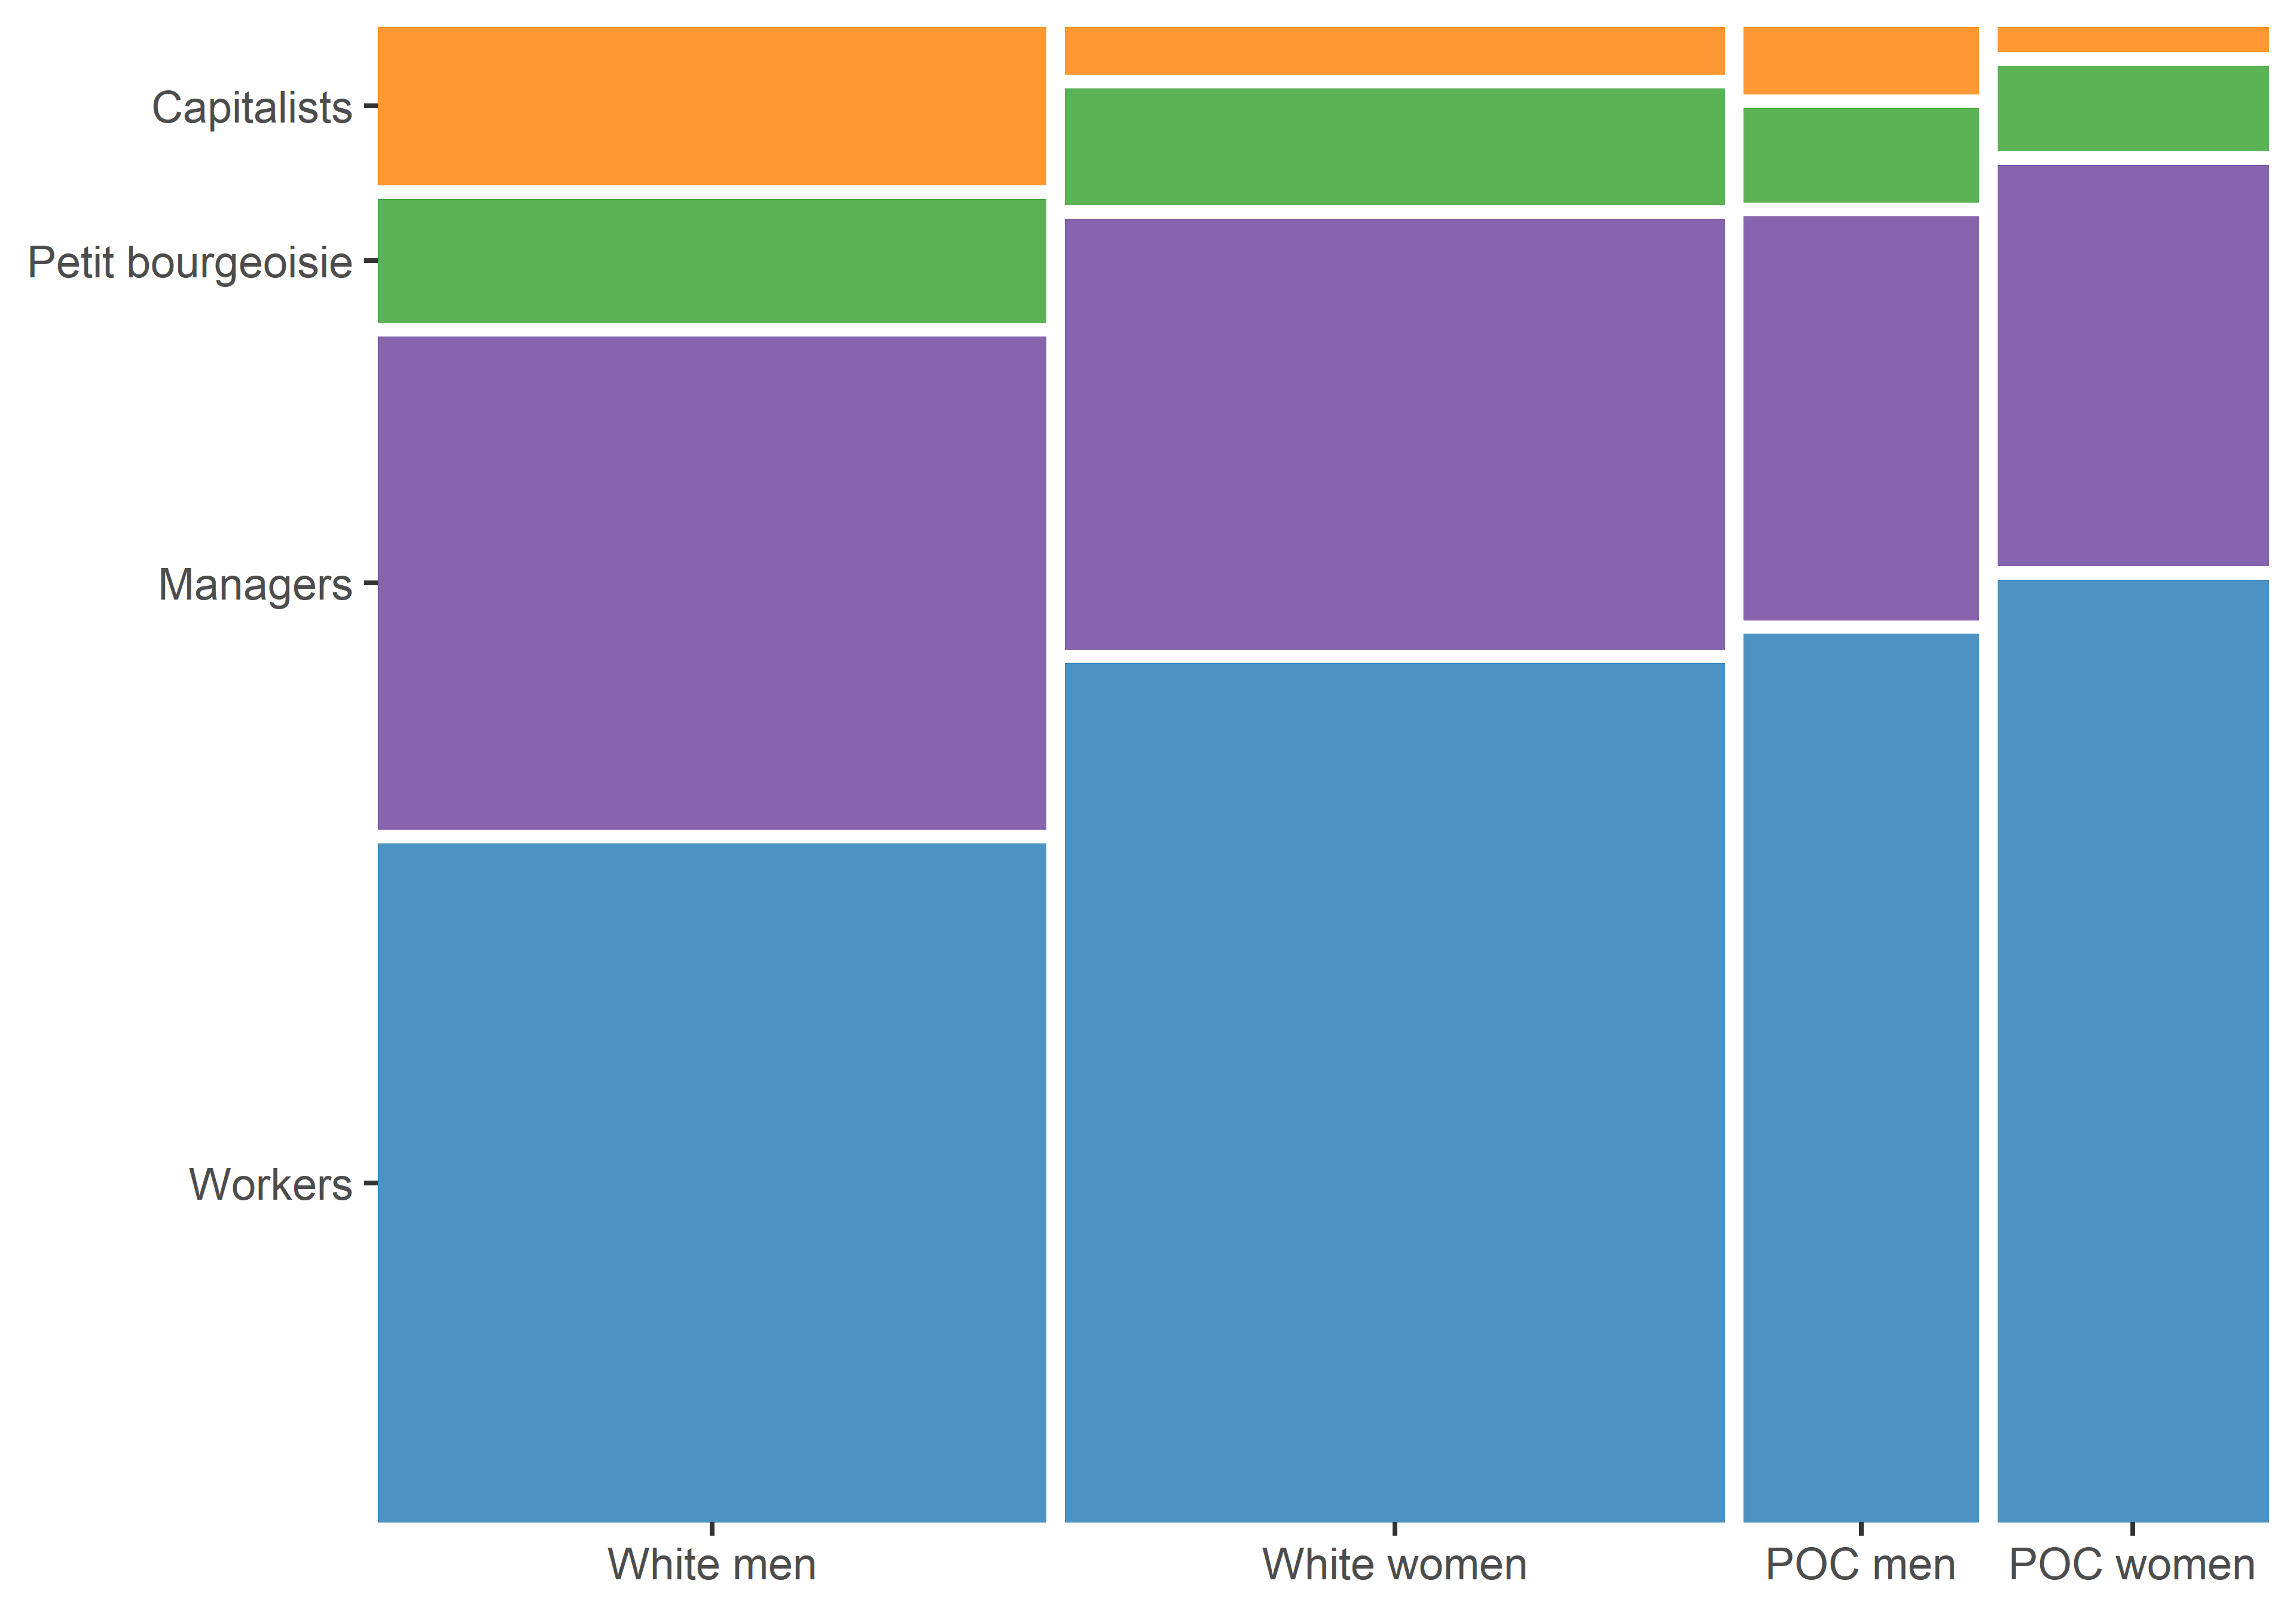 Capitalists
Petit bourgeoisie
Managers
Workers
White men
White women
POC men
POC women